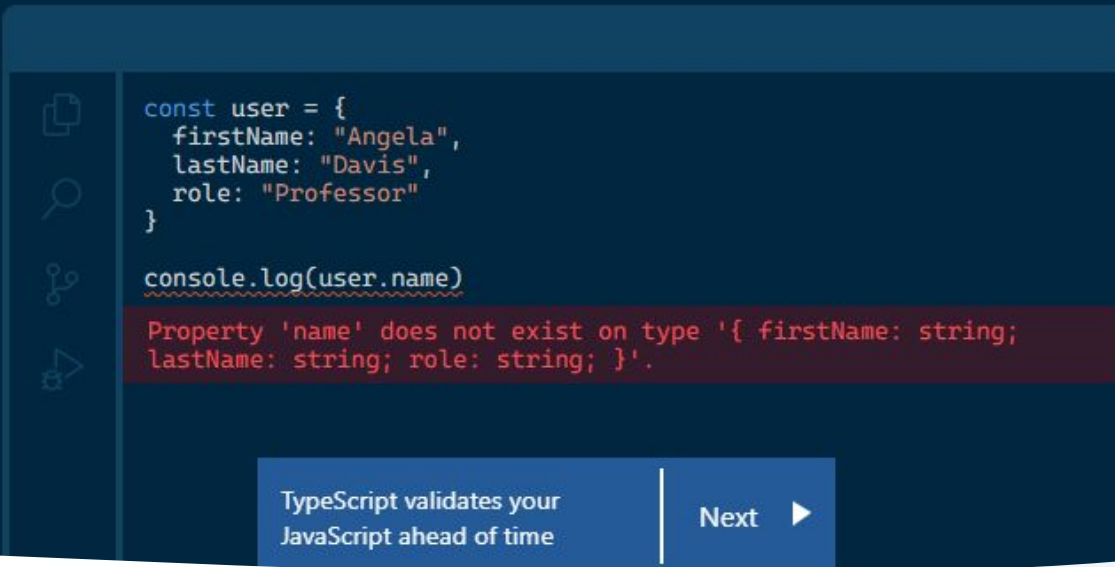 const user = {
  firstName: "Angela",
  lastName: "Davis",
  role: "Professor"
}
console.log(user.name)
Property 'name' does not exist on type '{ firstName: string;
lastName: string; role: string; }'.
TypeScript validates your
JavaScript ahead of time
Next